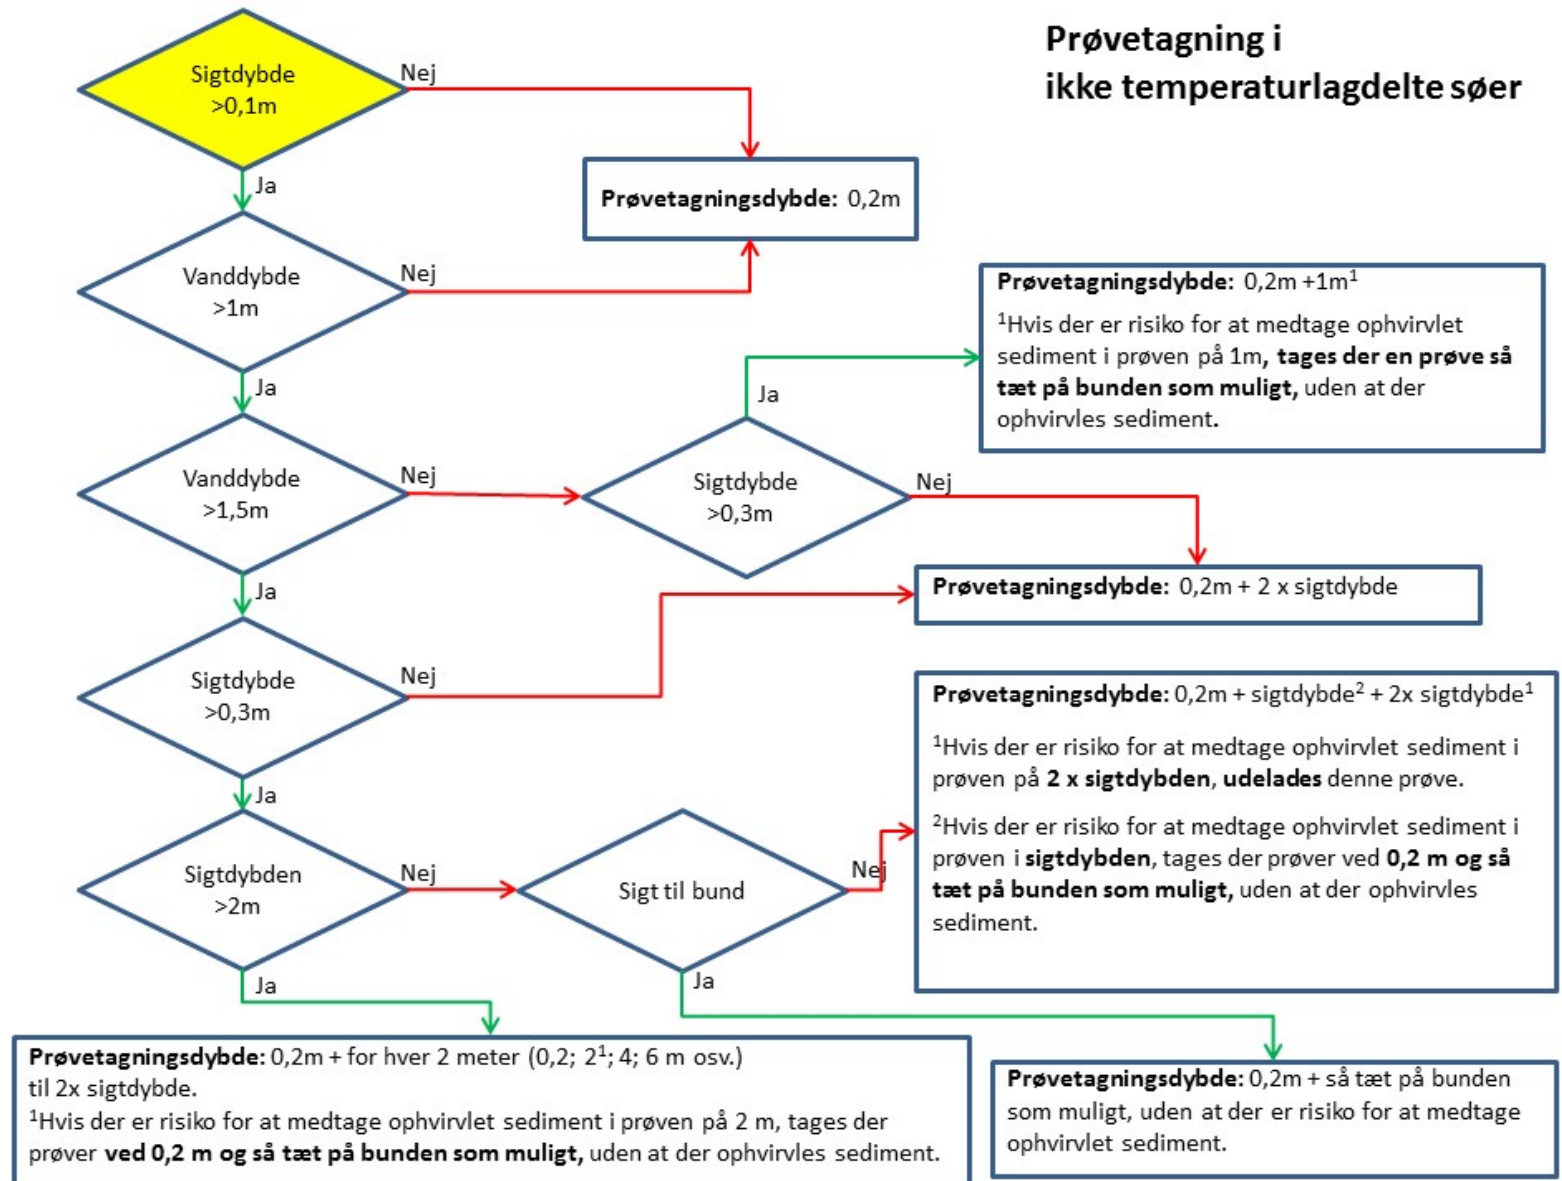 Prøvetagning i
ikke temperaturlagdelte søer
Sigtdybde
>0,1m
Nej
Ja
Prøvetagningsdybde: 0,2m
Vanddybde
>1m
Nej
Ja
Prøvetagningsdybde: 0,2m +1m¹
¹Hvis der er risiko for at medtage ophvirvlet
sediment i prøven på 1m, tages der en prøve så
tæt på bunden som muligt, uden at der
ophvirvles sediment.
Vanddybde
>1,5m
Nej
Ja
Sigtdybde
>0,3m
Ja
Nej
Prøvetagningsdybde: 0,2m + 2 x sigtdybde
Sigtdybde
>0,3m
Nej
Ja
Prøvetagningsdybde: 0,2m + sigtdybde² + 2x sigtdybde¹
¹Hvis der er risiko for at medtage ophvirvlet sediment i
prøven på 2 x sigtdybden, udelades denne prøve.
²Hvis der er risiko for at medtage ophvirvlet sediment i
prøven i sigtdybden, tages der prøver ved 0,2 m og så
tæt på bunden som muligt, uden at der ophvirvles
sediment.
Sigtdybden
>2m
Nej
Ja
Sigt til bund
Nej
Ja
Prøvetagningsdybde: 0,2m + for hver 2 meter (0,2; 2¹; 4; 6 m osv.)
til 2x sigtdybde.
¹Hvis der er risiko for at medtage ophvirvlet sediment i prøven på 2 m, tages der
prøver ved 0,2 m og så tæt på bunden som muligt, uden at der ophvirvles sediment.
Prøvetagningsdybde: 0,2m + så tæt på bunden
som muligt, uden at der er risiko for at medtage
ophvirvlet sediment.